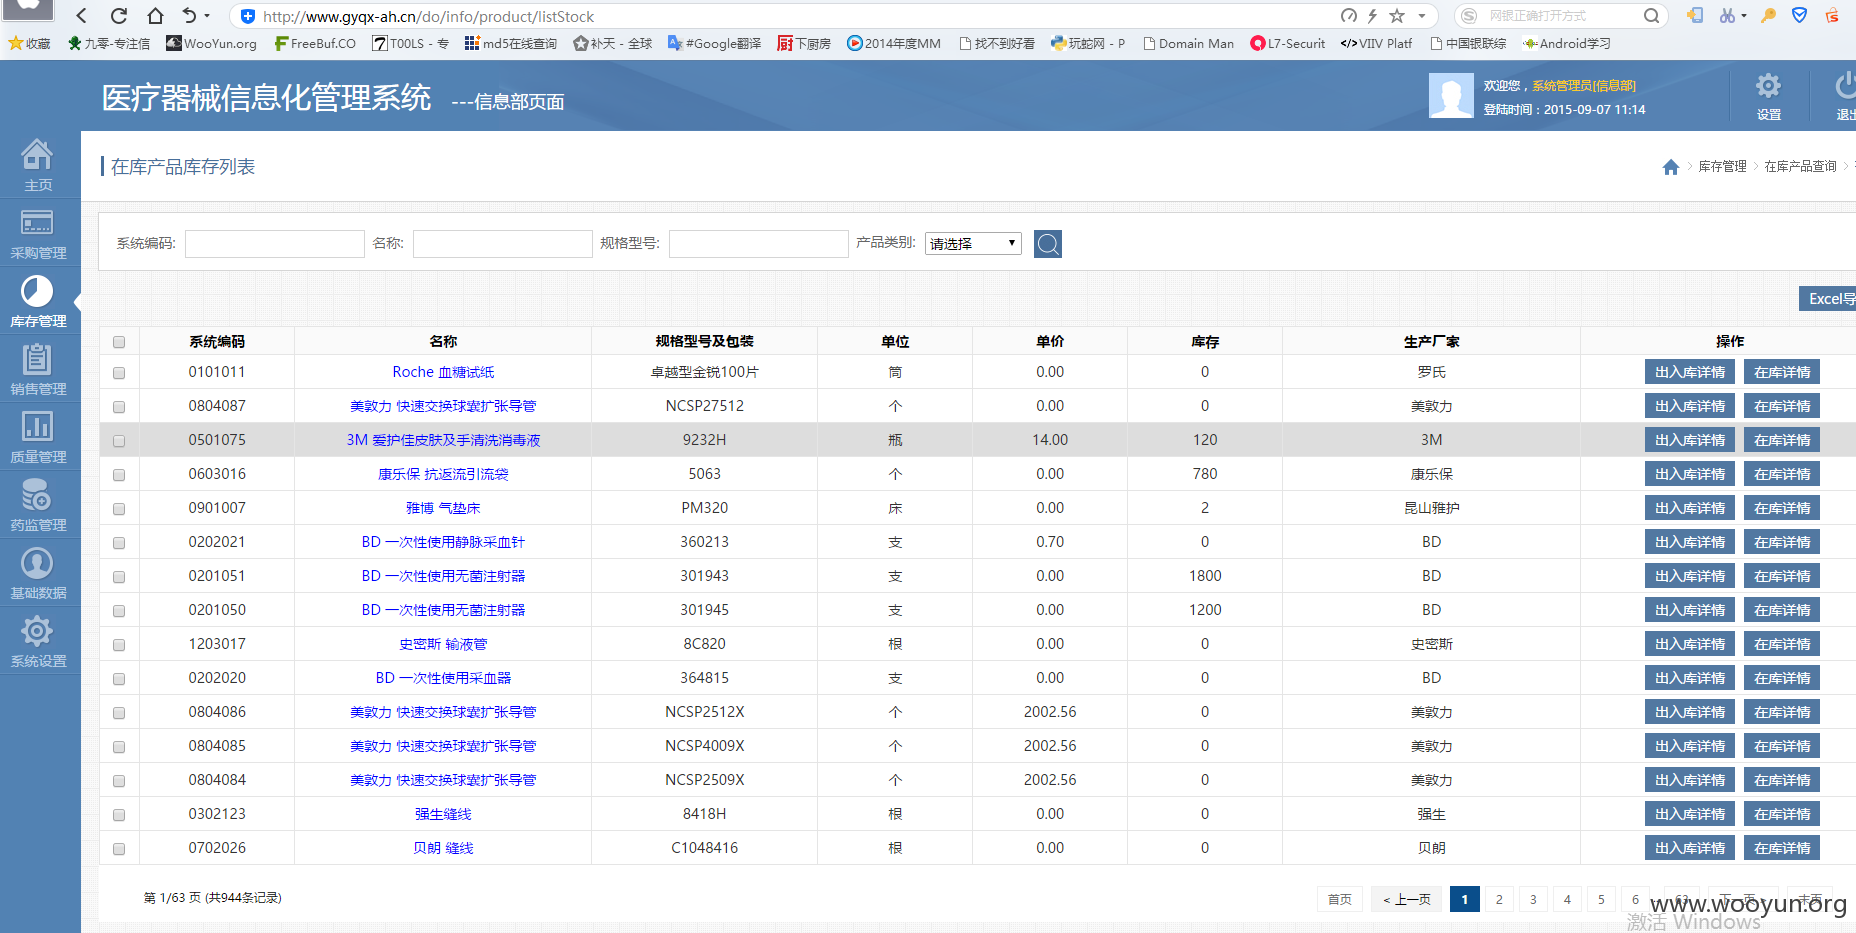 http://www.gyqx-ah.cn/do/info/product/listStock
网银正确打开方式
收藏 九零-专注信 WooYun.org FreeBuf.CO T00LS - 专 md5在线查询 补天 - 全球 #Google翻译 下厨房 2014年度MM 找不到好看 玩蛇网 - P Domain Man L7-Securit VIIV Platf 中国银联综 Android学习
医疗器械信息化管理系统 ---信息部页面
欢迎您，系统管理员[信息部]
登陆时间：2015-09-07 11:14
设置
退出
主页
采购管理
库存管理
销售管理
质量管理
药监管理
基础数据
系统设置
在库产品库存列表
库存管理 > 在库产品查询 >
系统编码: 名称: 规格型号: 产品类别: 请选择
Excel导
系统编码 名称 规格型号及包装 单位 单价 库存 生产厂家 操作
0101011 Roche 血糖试纸 卓越型金锐100片 筒 0.00 0 罗氏 出入库详情 在库详情
0804087 美敦力 快速交换球囊扩张导管 NCSP27512 个 0.00 0 美敦力 出入库详情 在库详情
0501075 3M 爱护佳皮肤及手清洗消毒液 9232H 瓶 14.00 120 3M 出入库详情 在库详情
0603016 康乐保 抗返流引流袋 5063 个 0.00 780 康乐保 出入库详情 在库详情
0901007 雅博 气垫床 PM320 床 0.00 2 昆山雅护 出入库详情 在库详情
0202021 BD 一次性使用静脉采血针 360213 支 0.70 0 BD 出入库详情 在库详情
0201051 BD 一次性使用无菌注射器 301943 支 0.00 1800 BD 出入库详情 在库详情
0201050 BD 一次性使用无菌注射器 301945 支 0.00 1200 BD 出入库详情 在库详情
1203017 史密斯 输液管 8C820 根 0.00 0 史密斯 出入库详情 在库详情
0202020 BD 一次性使用采血器 364815 支 0.00 0 BD 出入库详情 在库详情
0804086 美敦力 快速交换球囊扩张导管 NCSP2512X 个 2002.56 0 美敦力 出入库详情 在库详情
0804085 美敦力 快速交换球囊扩张导管 NCSP4009X 个 2002.56 0 美敦力 出入库详情 在库详情
0804084 美敦力 快速交换球囊扩张导管 NCSP2509X 个 2002.56 0 美敦力 出入库详情 在库详情
0302123 强生缝线 8418H 根 0.00 0 强生 出入库详情 在库详情
0702026 贝朗 缝线 C1048416 根 0.00 0 贝朗 出入库详情 在库详情
第 1/63 页 (共944条记录)
首页 < 上一页 1 2 3 4 5 6 63 下一页 末页
www.wooyun.org
激活 Windows